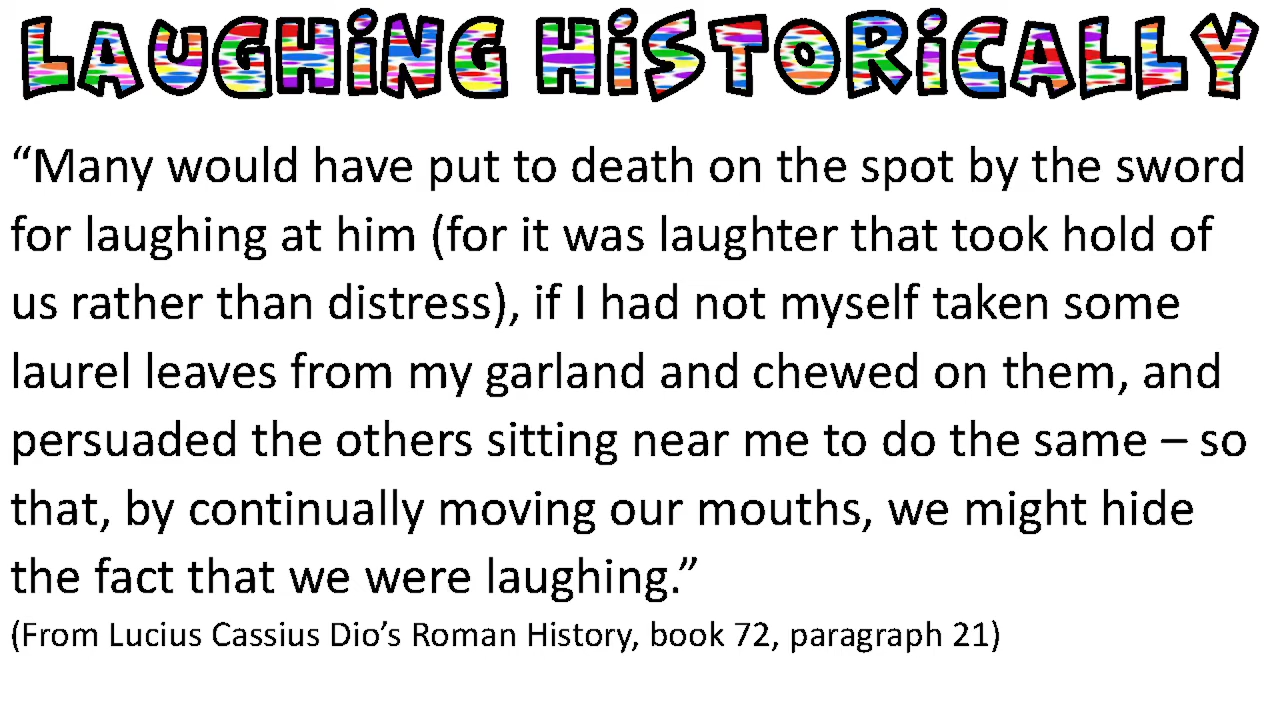 LAUGHiNG HiSTORiCALLY
“Many would have put to death on the spot by the sword
for laughing at him (for it was laughter that took hold of
us rather than distress), if I had not myself taken some
laurel leaves from my garland and chewed on them, and
persuaded the others sitting near me to do the same – so
that, by continually moving our mouths, we might hide
the fact that we were laughing.”
(From Lucius Cassius Dio’s Roman History, book 72, paragraph 21)